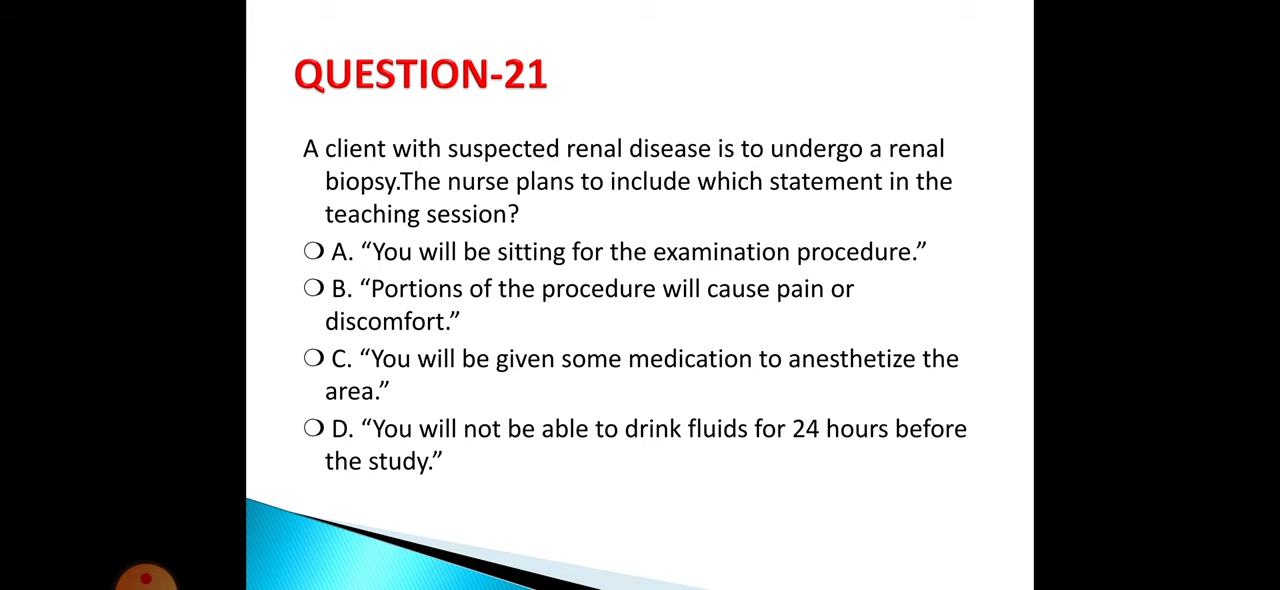 QUESTION-21
A client with suspected renal disease is to undergo a renal
biopsy.The nurse plans to include which statement in the
teaching session?
❍ A. “You will be sitting for the examination procedure.”
❍ B. “Portions of the procedure will cause pain or
discomfort.”
❍ C. “You will be given some medication to anesthetize the
area.”
❍ D. “You will not be able to drink fluids for 24 hours before
the study.”